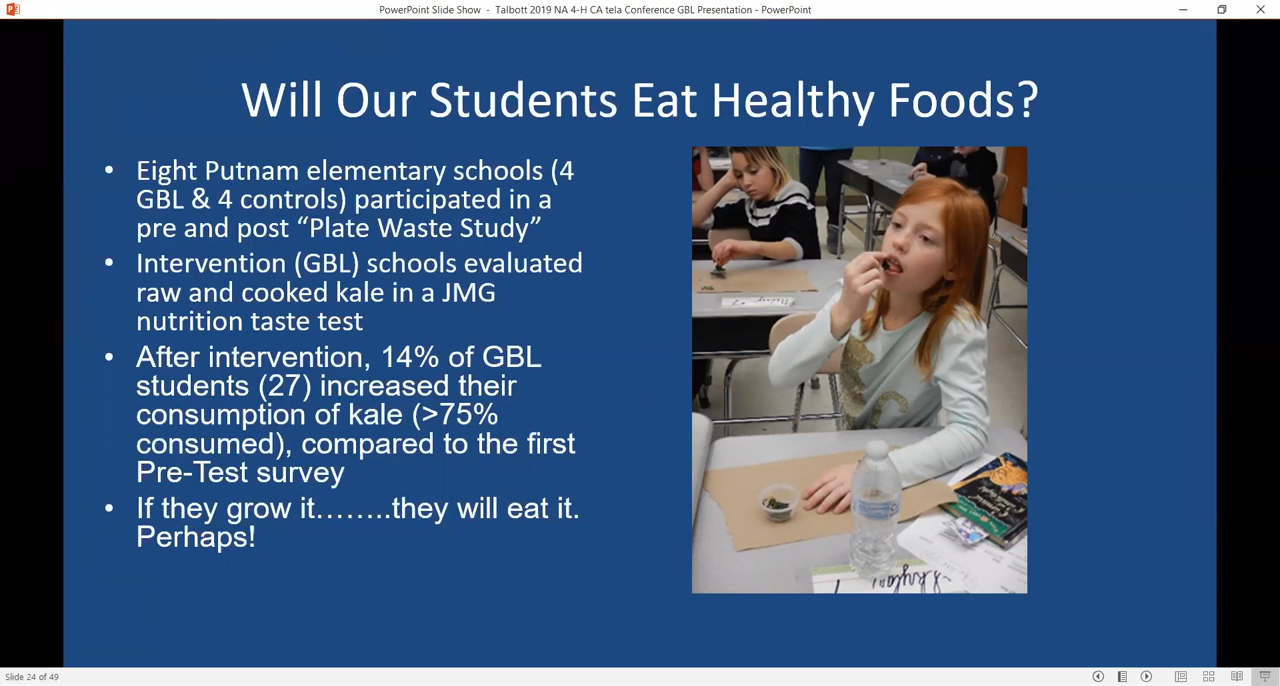 PowerPoint Slide Show - Talbott 2019 NA 4-H CA tela Conference GBL Presentation - PowerPoint
Will Our Students Eat Healthy Foods?
• Eight Putnam elementary schools (4
GBL & 4 controls) participated in a
pre and post “Plate Waste Study”
• Intervention (GBL) schools evaluated
raw and cooked kale in a JMG
nutrition taste test
• After intervention, 14% of GBL
students (27) increased their
consumption of kale (>75%
consumed), compared to the first
Pre-Test survey
• If they grow it……..they will eat it.
Perhaps!
Slide 24 of 49